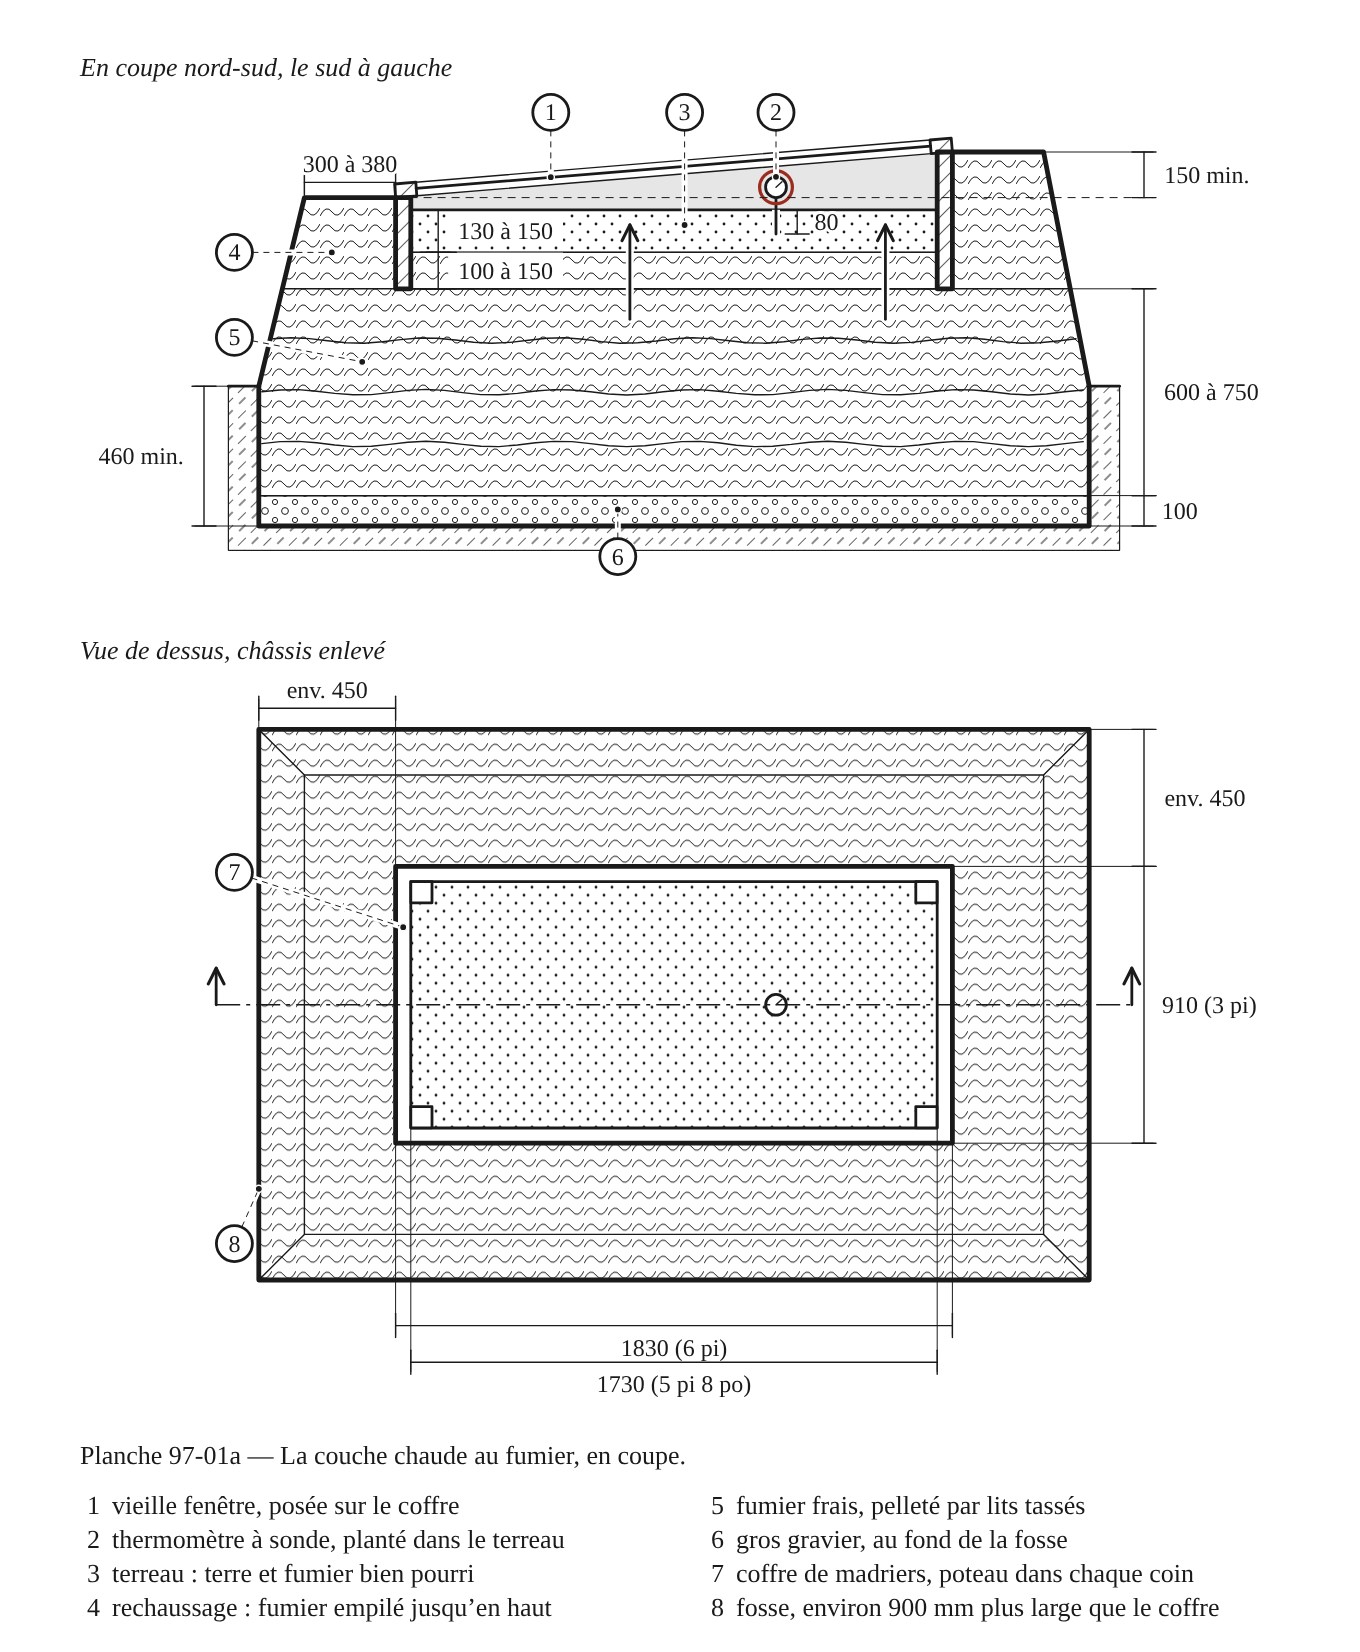 En coupe nord-sud, le sud à gauche
1
3
2
300 à 380
150 min.
130 à 150
80
4
100 à 150
5
600 à 750
460 min.
100
6
Vue de dessus, châssis enlevé
env. 450
env. 450
7
910 (3 pi)
8
1830 (6 pi)
1730 (5 pi 8 po)
Planche 97-01a — La couche chaude au fumier, en coupe.
1 vieille fenêtre, posée sur le coffre
2 thermomètre à sonde, planté dans le terreau
3 terreau : terre et fumier bien pourri
4 rechaussage : fumier empilé jusqu’en haut
5 fumier frais, pelleté par lits tassés
6 gros gravier, au fond de la fosse
7 coffre de madriers, poteau dans chaque coin
8 fosse, environ 900 mm plus large que le coffre